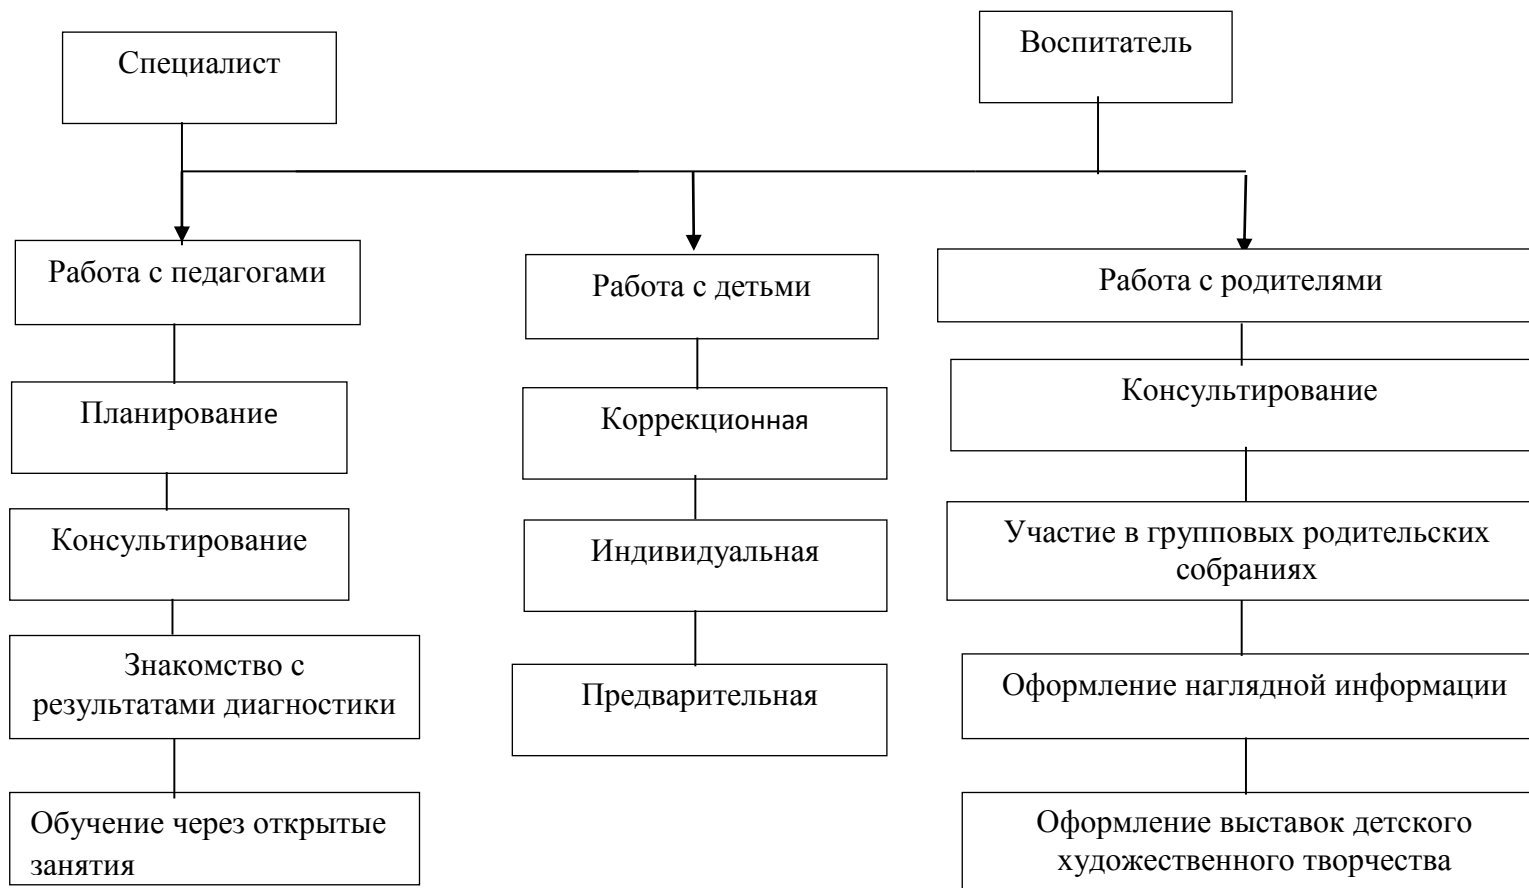 Специалист
Воспитатель
Работа с педагогами
Работа с детьми
Работа с родителями
Планирование
Коррекционная
Консультирование
Консультирование
Индивидуальная
Участие в групповых родительских
собраниях
Знакомство с
результатами диагностики
Предварительная
Оформление наглядной информации
Обучение через открытые
занятия
Оформление выставок детского
художественного творчества